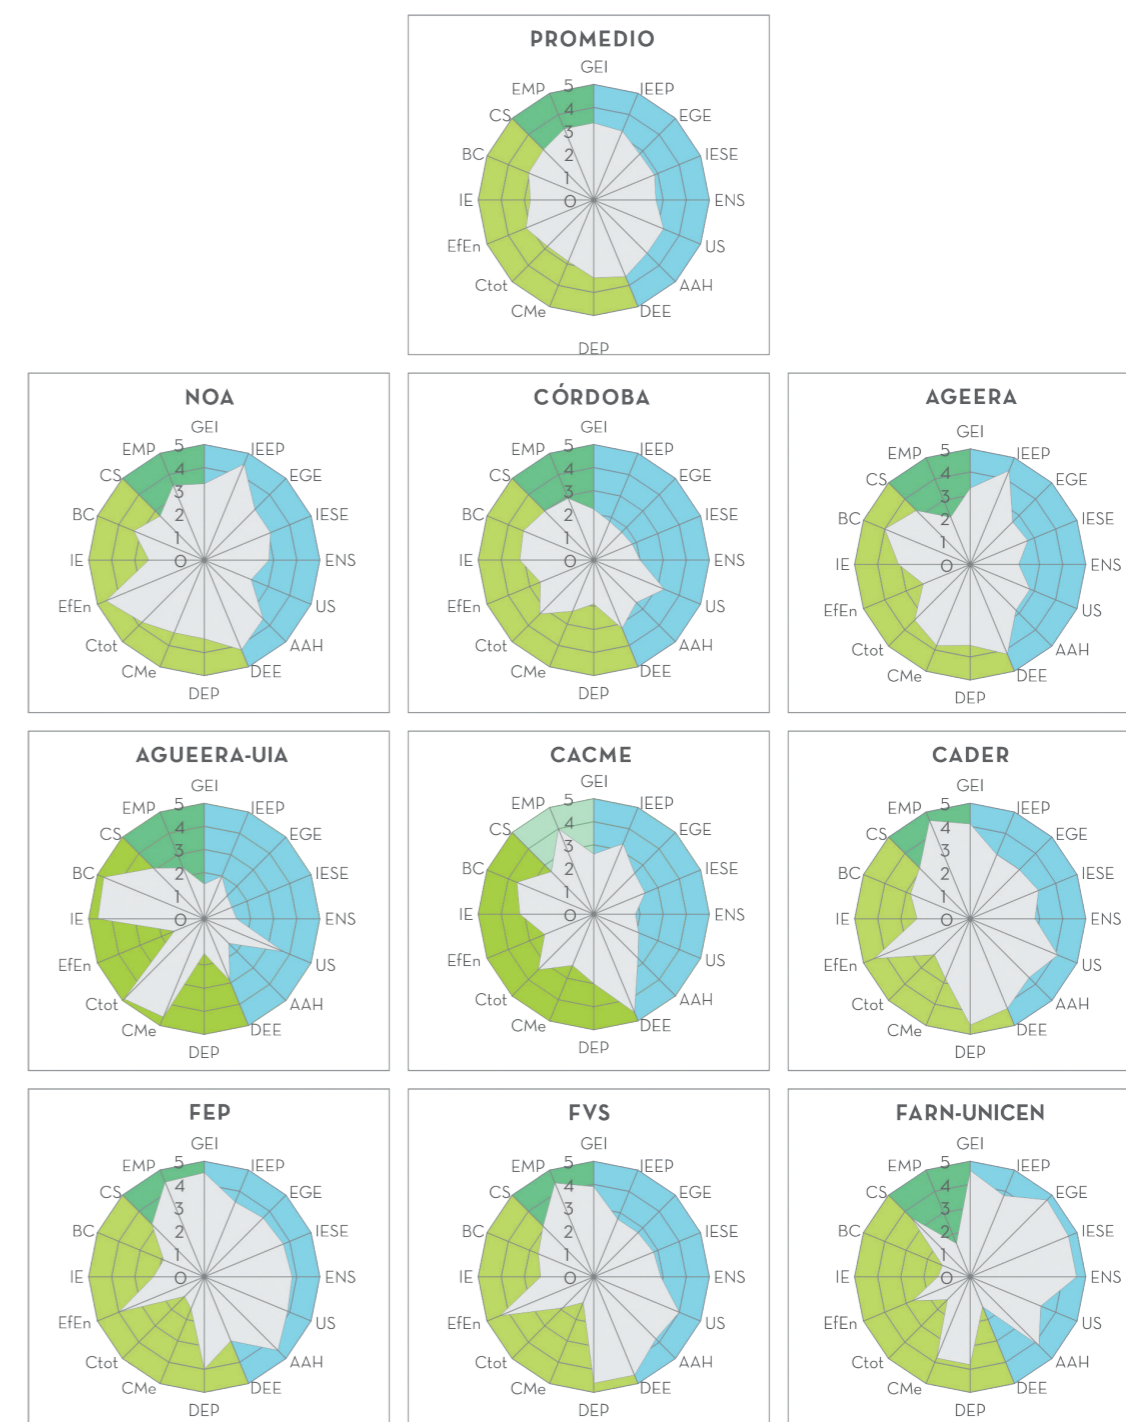 PROMEDIO
GEI
EMP 5 IEEP
CS 4 EGE
3
BC 2 IESE
1
IE 0 ENS
EfEn US
Ctot AAH
CMe DEE
DEP
NOA CÓRDOBA AGEERA
GEI GEI GEI
EMP 5 IEEP EMP 5 IEEP EMP 5 IEEP
CS 4 EGE CS 4 EGE CS 4 EGE
3 3 3
BC 2 IESE BC 2 IESE BC 2 IESE
1 1 1
IE 0 ENS IE 0 ENS IE 0 ENS
EfEn US EfEn US EfEn US
Ctot AAH Ctot AAH Ctot AAH
CMe DEE CMe DEE CMe DEE
DEP DEP DEP
AGUEERA-UIA CACME CADER
GEI GEI GEI
EMP 5 IEEP EMP 5 IEEP EMP 5 IEEP
CS 4 EGE CS 4 EGE CS 4 EGE
3 3 3
BC 2 IESE BC 2 IESE BC 2 IESE
1 1 1
IE 0 ENS IE 0 ENS IE 0 ENS
EfEn US EfEn US EfEn US
Ctot AAH Ctot AAH Ctot AAH
CMe DEE CMe DEE CMe DEE
DEP DEP DEP
FEP FVS FARN-UNICEN
GEI GEI GEI
EMP 5 IEEP EMP 5 IEEP EMP 5 IEEP
CS 4 EGE CS 4 EGE CS 4 EGE
3 3 3
BC 2 IESE BC 2 IESE BC 2 IESE
1 1 1
IE 0 ENS IE 0 ENS IE 0 ENS
EfEn US EfEn US EfEn US
Ctot AAH Ctot AAH Ctot AAH
CMe DEE CMe DEE CMe DEE
DEP DEP DEP